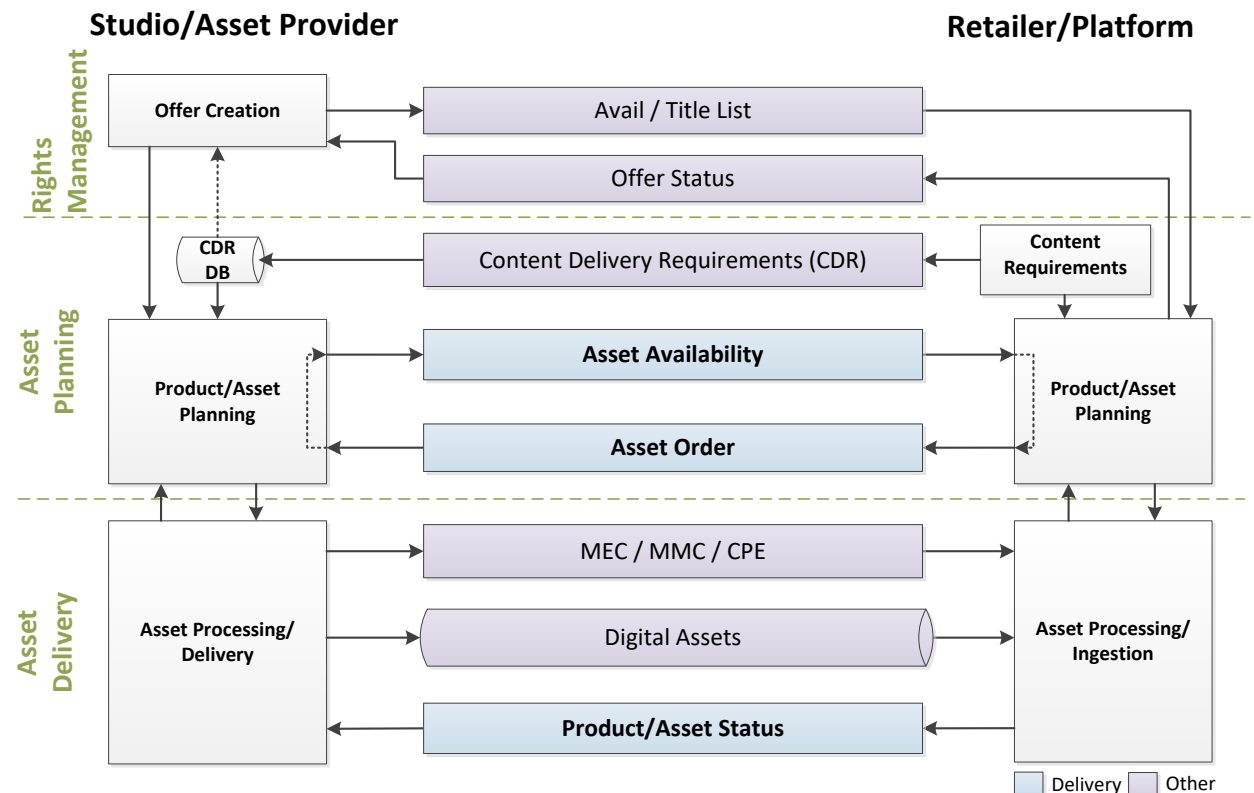 Studio/Asset Provider
Retailer/Platform
Rights
Management
Offer Creation
Avail / Title List
Offer Status
Asset
Planning
CDR
DB
Content Delivery Requirements (CDR)
Content
Requirements
Product/Asset
Planning
Asset Availability
Asset Order
Product/Asset
Planning
Asset
Delivery
Asset Processing/
Delivery
MEC / MMC / CPE
Digital Assets
Product/Asset Status
Asset Processing/
Ingestion
Delivery
Other